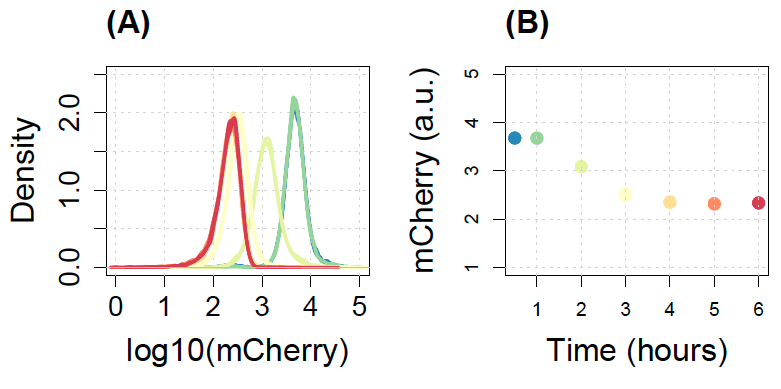 (A)
Density
0.0
1.0
2.0
0 1 2 3 4 5
log10(mCherry)
(B)
mCherry (a.u.)
5
4
3
2
1
1 2 3 4 5 6
Time (hours)